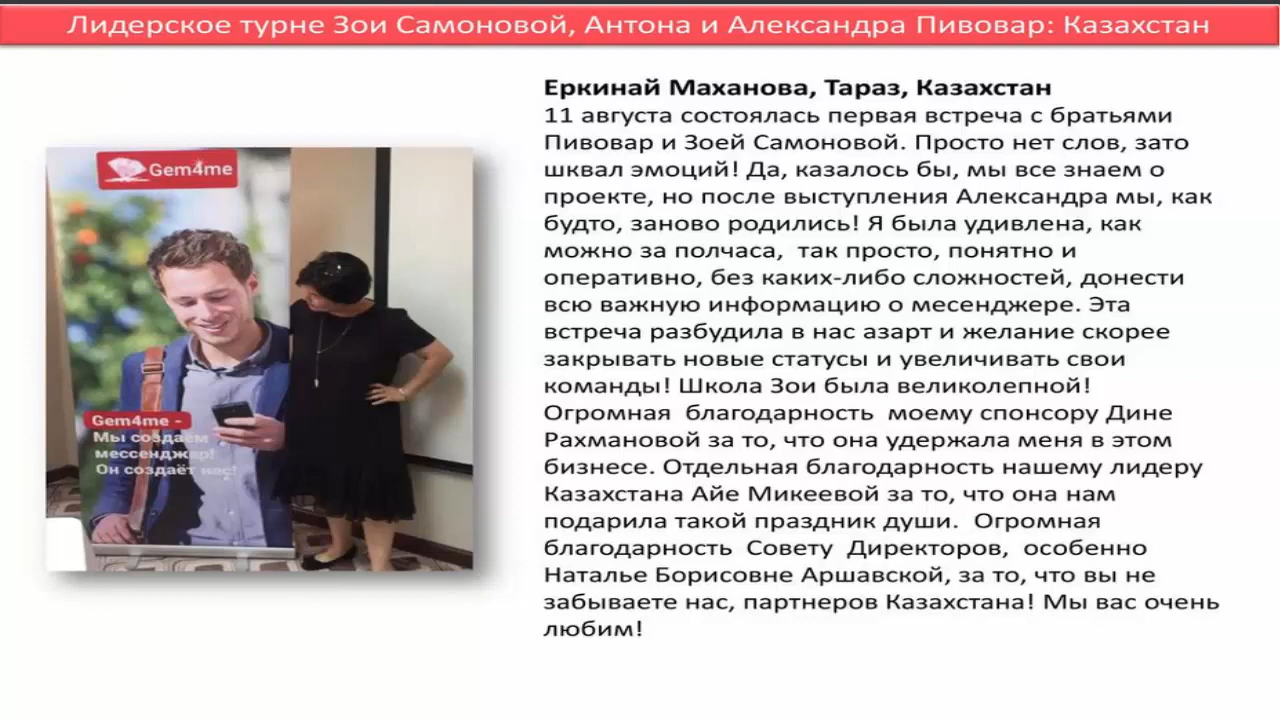 Лидерское турне Зои Самоновой, Антона и Александра Пивовар: Казахстан
Еркинай Маханова, Тараз, Казахстан
11 августа состоялась первая встреча с братьями
Пивовар и Зоей Самоновой. Просто нет слов, зато
шквал эмоций! Да, казалось бы, мы все знаем о
проекте, но после выступления Александра мы, как
будто, заново родились! Я была удивлена, как
можно за полчаса, так просто, понятно и
оперативно, без каких-либо сложностей, донести
всю важную информацию о месенджере. Эта
встреча разбудила в нас азарт и желание скорее
закрывать новые статусы и увеличивать свои
команды! Школа Зои была великолепной!
Огромная благодарность моему спонсору Дине
Рахмановой за то, что она удержала меня в этом
бизнесе. Отдельная благодарность нашему лидеру
Казахстана Айе Микеевой за то, что она нам
подарила такой праздник души. Огромная
благодарность Совету Директоров, особенно
Наталье Борисовне Аршавской, за то, что вы не
забываете нас, партнеров Казахстана! Мы вас очень
любим!
Gem4me
Gem4me -
Мы создаём
мессенджер!
Он создаёт нас!